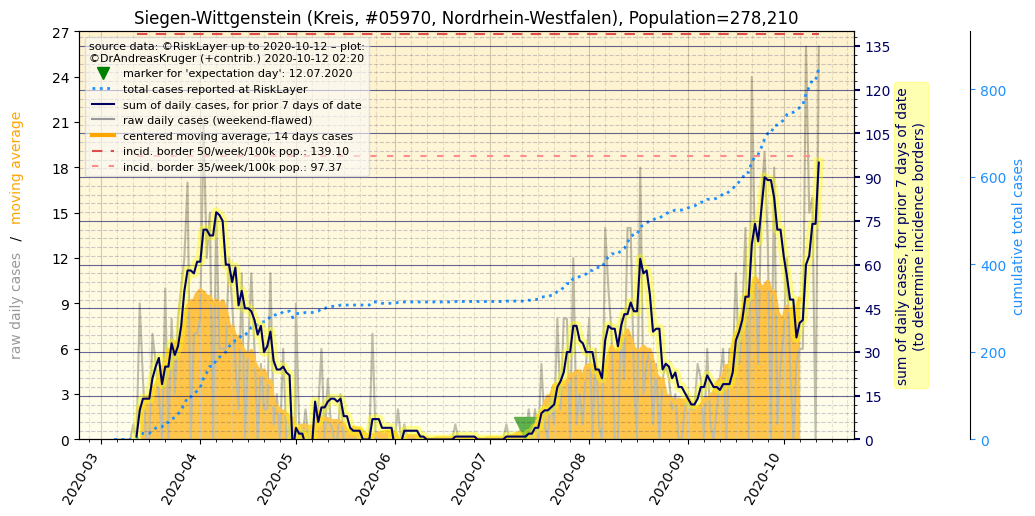 Siegen-Wittgenstein (Kreis, #05970, Nordrhein-Westfalen), Population=278,210
source data: ©RiskLayer up to 2020-10-12 – plot:
©DrAndreasKruger (+contrib.) 2020-10-12 02:20
marker for 'expectation day': 12.07.2020
total cases reported at RiskLayer
sum of daily cases, for prior 7 days of date
raw daily cases (weekend-flawed)
centered moving average, 14 days cases
incid. border 50/week/100k pop.: 139.10
incid. border 35/week/100k pop.: 97.37
raw daily cases / moving average
27
24
21
18
15
12
9
6
3
0
2020-03
2020-04
2020-05
2020-06
2020-07
2020-08
2020-09
2020-10
135
120
105
90
75
60
45
30
15
0
sum of daily cases, for prior 7 days of date
(to determine incidence borders)
800
600
400
200
0
cumulative total cases